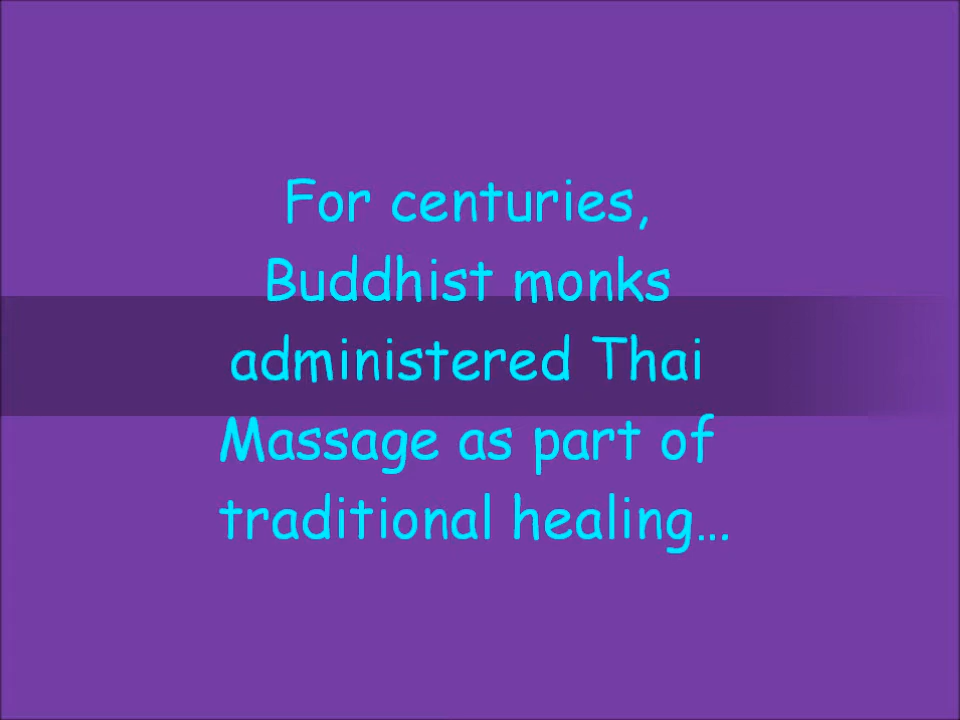 For centuries,
Buddhist monks
administered Thai
Massage as part of
traditional healing…